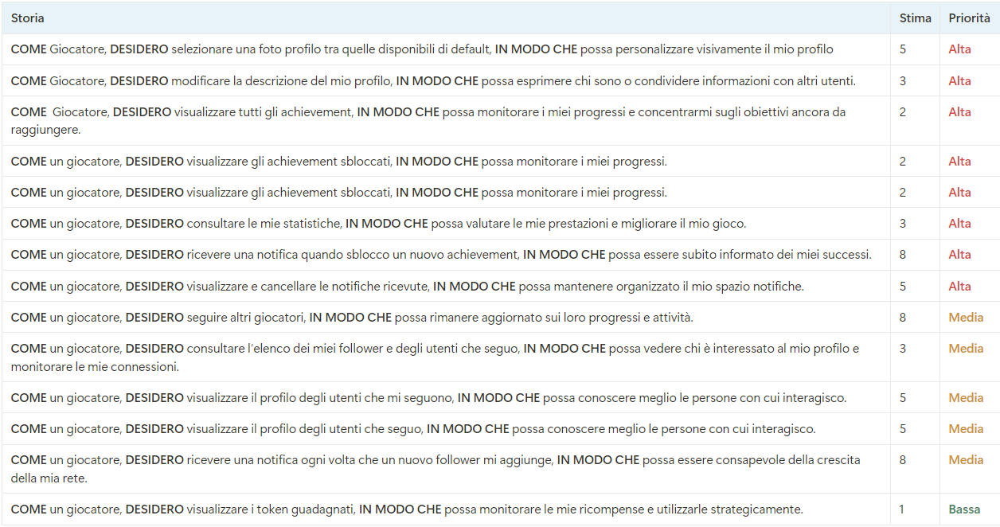 Storia Stima Priorità
COME Giocatore, DESIDERO selezionare una foto profilo tra quelle disponibili di default, IN MODO CHE possa personalizzare visivamente il mio profilo 5 Alta
COME Giocatore, DESIDERO modificare la descrizione del mio profilo, IN MODO CHE possa esprimere chi sono o condividere informazioni con altri utenti. 3 Alta
COME Giocatore, DESIDERO visualizzare tutti gli achievement, IN MODO CHE possa monitorare i miei progressi e concentrarmi sugli obiettivi ancora da 2 Alta
raggiungere.
COME un giocatore, DESIDERO visualizzare gli achievement sbloccati, IN MODO CHE possa monitorare i miei progressi. 2 Alta
COME un giocatore, DESIDERO visualizzare gli achievement sbloccati, IN MODO CHE possa monitorare i miei progressi. 2 Alta
COME un giocatore, DESIDERO consultare le mie statistiche, IN MODO CHE possa valutare le mie prestazioni e migliorare il mio gioco. 3 Alta
COME un giocatore, DESIDERO ricevere una notifica quando sblocco un nuovo achievement, IN MODO CHE possa essere subito informato dei miei successi. 8 Alta
COME un giocatore, DESIDERO visualizzare e cancellare le notifiche ricevute, IN MODO CHE possa mantenere organizzato il mio spazio notifiche. 5 Alta
COME un giocatore, DESIDERO seguire altri giocatori, IN MODO CHE possa rimanere aggiornato sui loro progressi e attività. 8 Media
COME un giocatore, DESIDERO consultare l'elenco dei miei follower e degli utenti che seguo, IN MODO CHE possa vedere chi è interessato al mio profilo e 3 Media
monitorare le mie connessioni.
COME un giocatore, DESIDERO visualizzare il profilo degli utenti che mi seguono, IN MODO CHE possa conoscere meglio le persone con cui interagisco. 5 Media
COME un giocatore, DESIDERO visualizzare il profilo degli utenti che seguo, IN MODO CHE possa conoscere meglio le persone con cui interagisco. 5 Media
COME un giocatore, DESIDERO ricevere una notifica ogni volta che un nuovo follower mi aggiunge, IN MODO CHE possa essere consapevole della crescita 8 Media
della mia rete.
COME un giocatore, DESIDERO visualizzare i token guadagnati, IN MODO CHE possa monitorare le mie ricompense e utilizzarle strategicamente. 1 Bassa